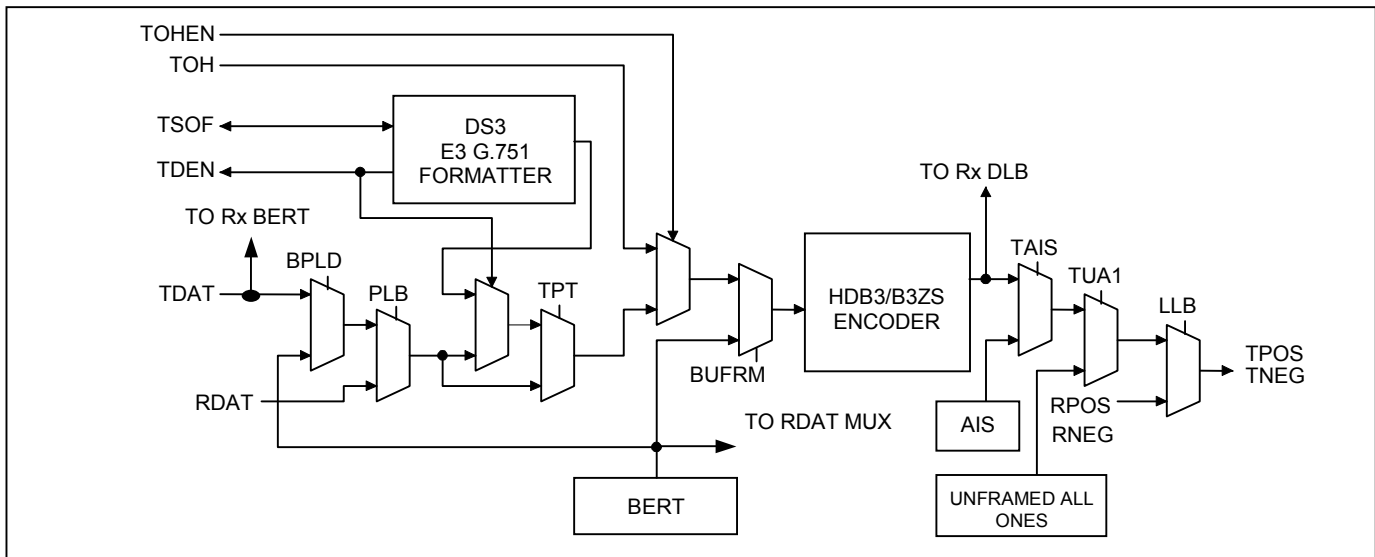 TOHEN
TOH
TSOF
TDEN
DS3
E3 G.751
FORMATTER
TO Rx BERT
TDAT
BPLD
PLB
RDAT
TPT
BUFRM
HDB3/B3ZS
ENCODER
TO Rx DLB
TAIS
TUA1
LLB
TPOS
TNEG
RPOS
RNEG
AIS
TO RDAT MUX
BERT
UNFRAMED ALL
ONES